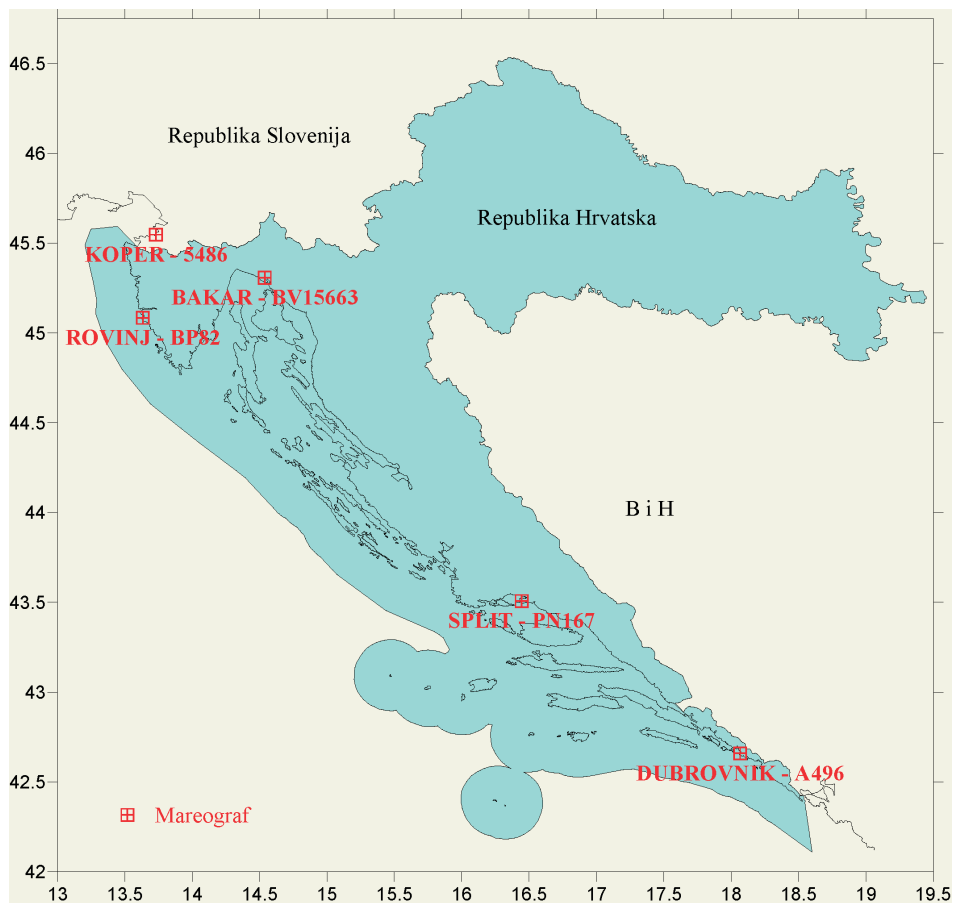 46.5
46
45.5
45
44.5
44
43.5
43
42.5
42
Republika Slovenija
Republika Hrvatska
KOPER - 5486
BAKAR - BV15663
ROVINJ - BP82
B i H
SPLIT - PN167
DUBROVNIK - A496
Mareograf
13 13.5 14 14.5 15 15.5 16 16.5 17 17.5 18 18.5 19 19.5